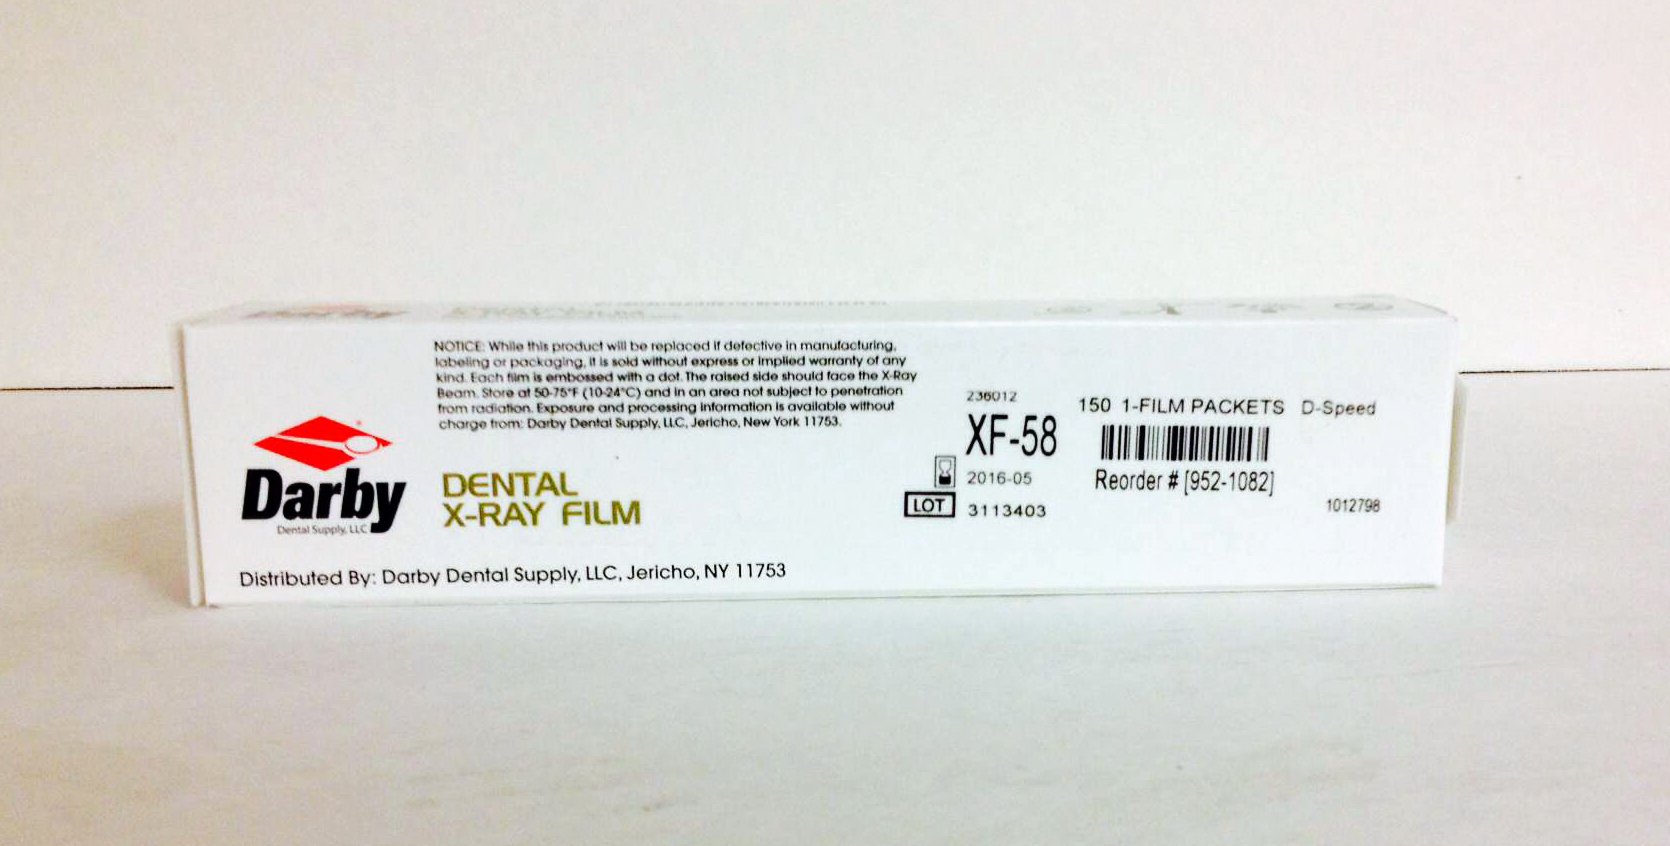 NOTICE: While this product will be replaced if defective in manufacturing,
labeling or packaging, it is sold without express or implied warranty of any
kind. Each film is embossed with a dot. The raised side should face the X-Ray
Beam. Store at 50-75°F (10-24°C) and in an area not subject to penetration
from radiation. Exposure and processing information is available without
charge from: Darby Dental Supply, LLC, Jericho, New York 11753.
Darby
Dental Supply, LLC
DENTAL
X-RAY FILM
Distributed By: Darby Dental Supply, LLC, Jericho, NY 11753
236012
XF-58
2016-05
LOT 3113403
150 1-FILM PACKETS D-Speed
Reorder # [952-1082]
1012798